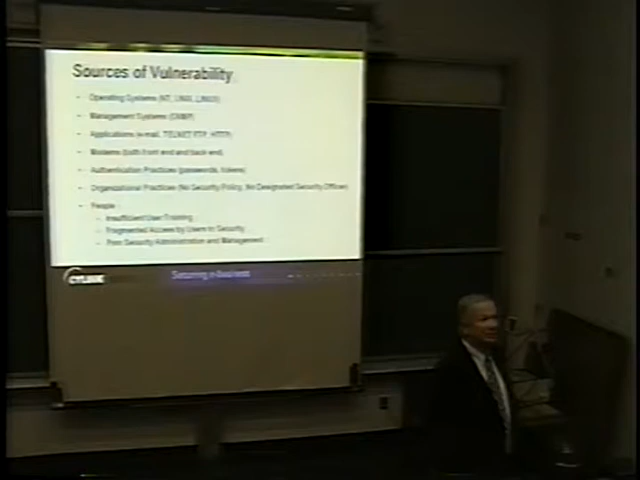 Sources of Vulnerability
- Operating Systems (NT, UNIX, LINUX)
- Management Systems (SNMP)
- Applications (e-mail, TELNET, FTP, HTTP)
- Modems (both front end and back end)
- Authentication Practices (passwords, tokens)
- Organizational Practices (No Security Policy, No Designated Security Officer)
- People
- Insufficient User Training
- Fragmented Access by Users to Security
- Poor Security Administration and Management
CYLINK
Securing e-business